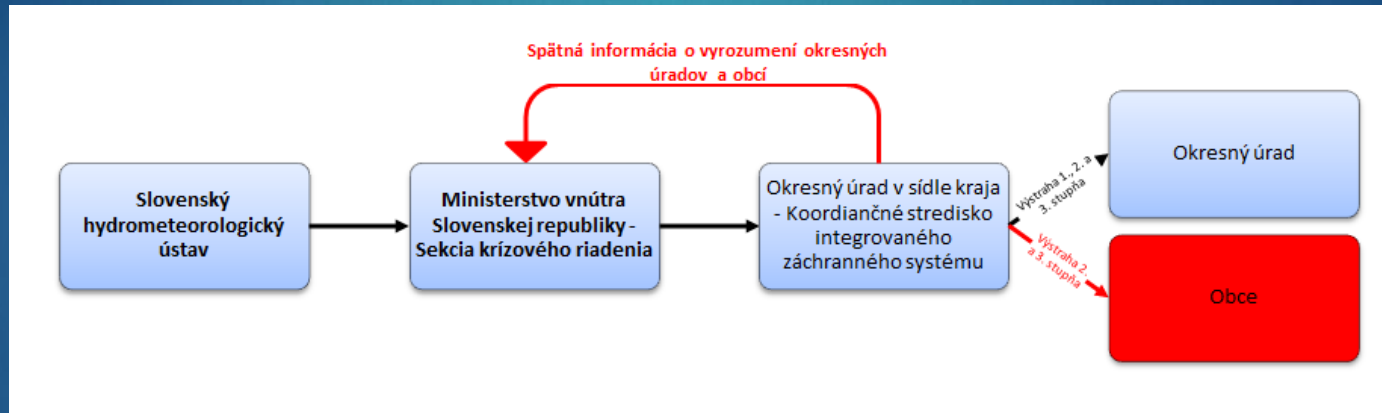 Spätná informácia o vyrozumení okresných
úradov a obcí
Slovenský
hydrometeorologický
ústav
Ministerstvo vnútra
Slovenskej republiky -
Sekcia krízového riadenia
Okresný úrad v sídle kraja
- Koordiančné stredisko
integrovaného
záchranného systému
Výstraha 1., 2. a
3. stupňa
Okresný úrad
Výstraha 2.
a 3. stupňa
Obce